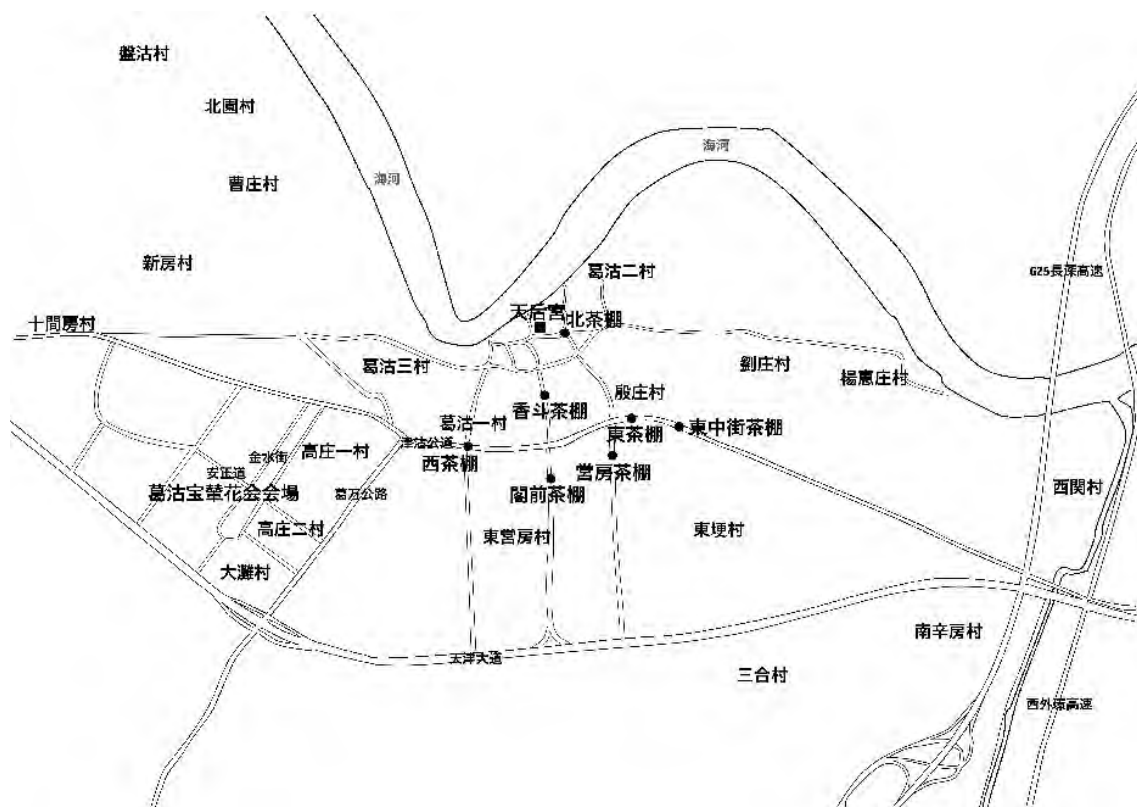 盤沽村
北園村
海河
海河
曹庄村
新房村
葛沽二村
G25長深高速
天后宮
北茶棚
十間房村
葛沽三村
劉庄村
楊恵庄村
殷庄村
香斗茶棚
葛沽一村
東茶棚
東中街茶棚
津沽公道
高庄一村
金水街
西茶棚
営房茶棚
安正道
閣前茶棚
葛沽宝輦花会会場
葛万公路
西関村
高庄二村
東営房村
東埂村
大灘村
南辛房村
天津大道
三合村
西外環高速